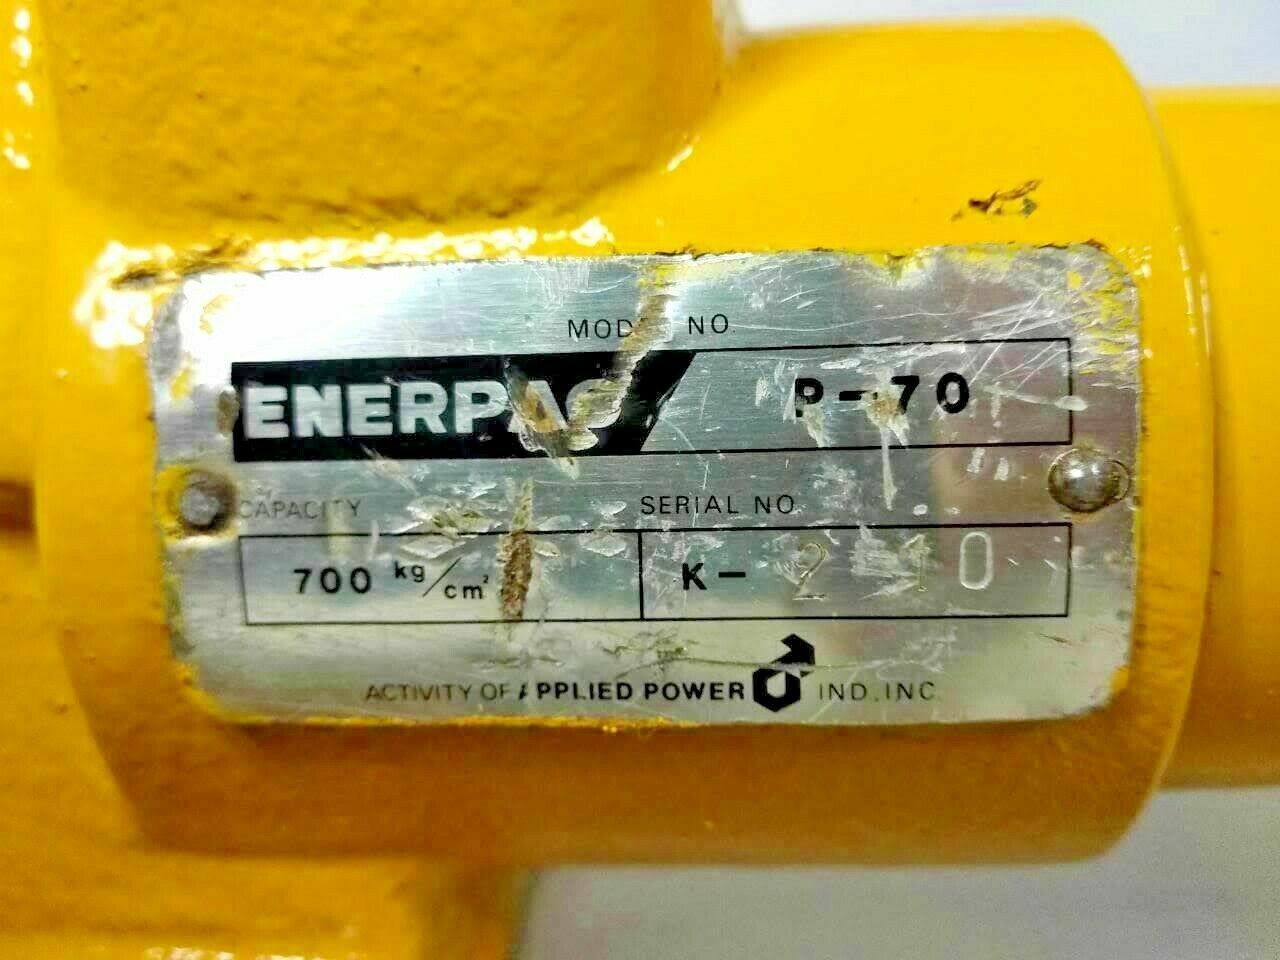 MODEL NO.
ENERPAC P-70
CAPACITY SERIAL NO.
700 kg/cm² K-
ACTIVITY OF APPLIED POWER IND. INC.